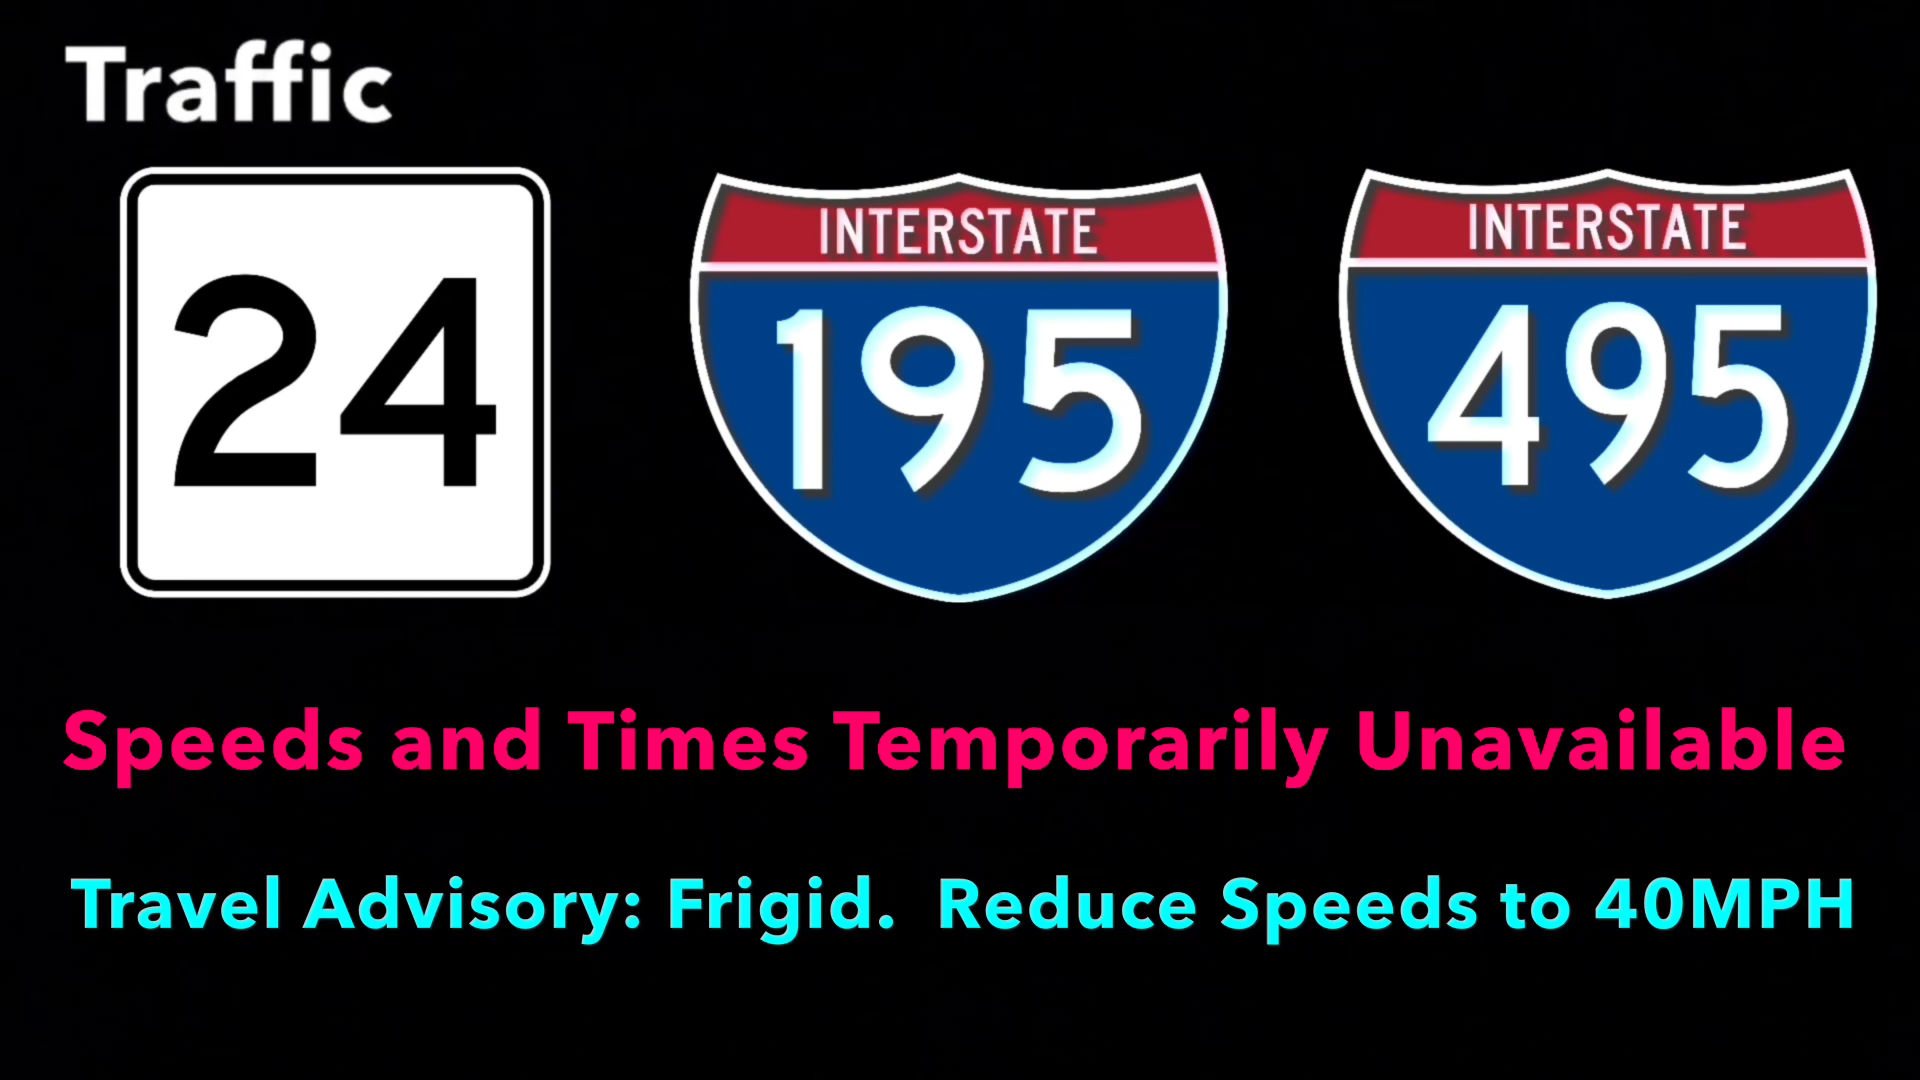 Traffic
24
INTERSTATE
195
INTERSTATE
495
Speeds and Times Temporarily Unavailable
Travel Advisory: Frigid.  Reduce Speeds to 40MPH